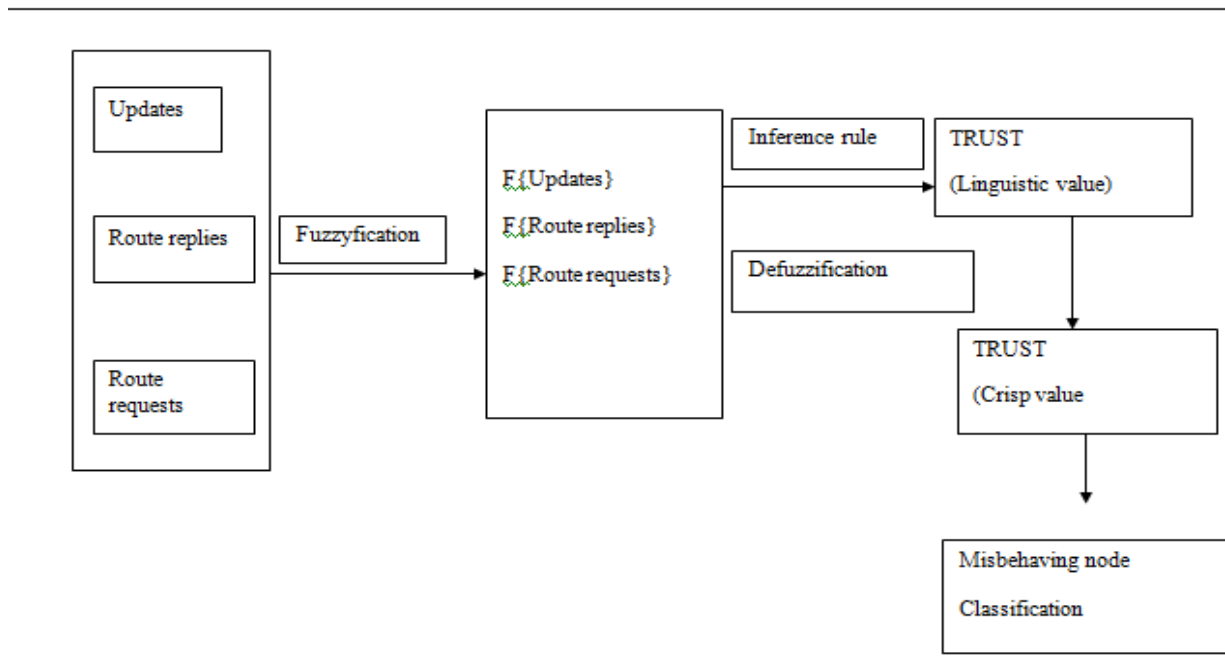 Updates
Route replies
Route
requests
Fuzzyfication
F{Updates}
F{Route replies}
F{Route requests}
Inference rule
Defuzzification
TRUST
(Linguistic value)
TRUST
(Crisp value
Misbehaving node
Classification